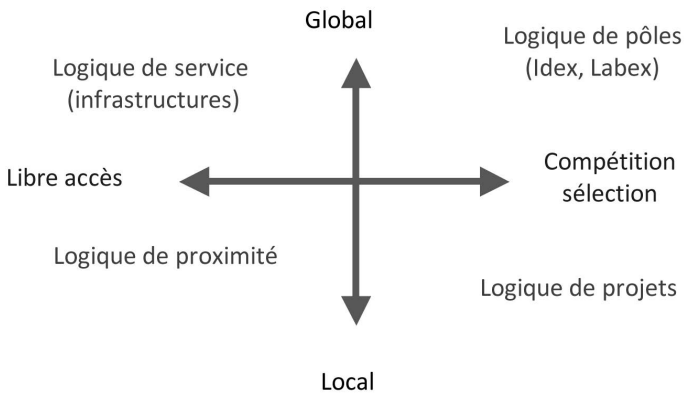 Global
Logique de pôles
(Idex, Labex)
Logique de service
(infrastructures)
Libre accès
Compétition
sélection
Logique de proximité
Logique de projets
Local